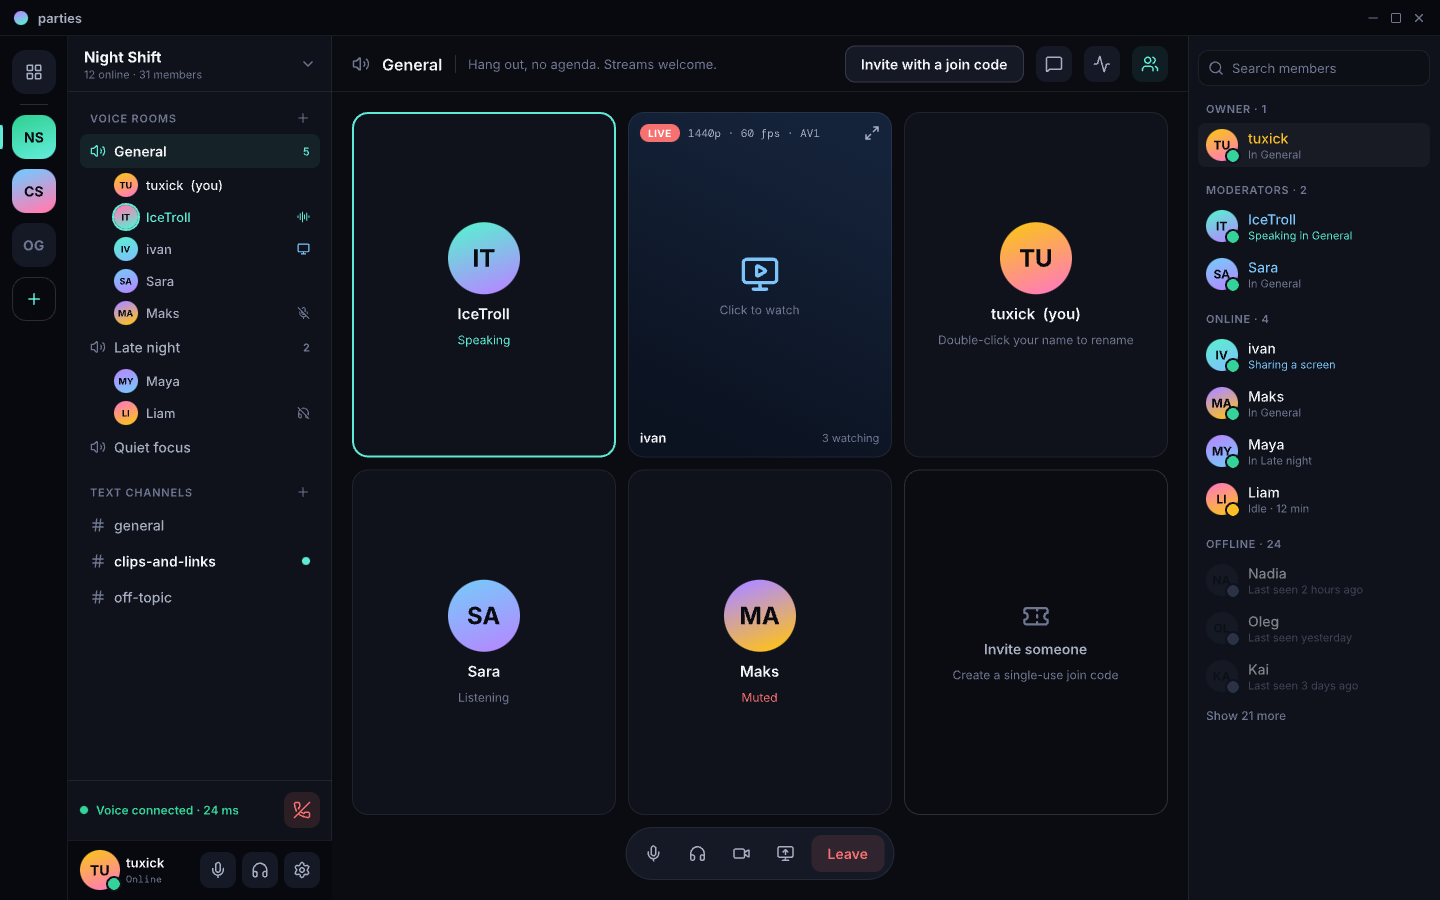 parties
NS
CS
OG
Night Shift
12 online · 31 members
VOICE ROOMS
General 5
TU tuxick (you)
IT IceTroll
IV ivan
SA Sara
MA Maks
Late night 2
MY Maya
LI Liam
Quiet focus
TEXT CHANNELS
# general
# clips-and-links
# off-topic
Voice connected · 24 ms
TU tuxick
Online
General
Hang out, no agenda. Streams welcome.
Invite with a join code
IT
IceTroll
Speaking
LIVE 1440p · 60 fps · AV1
Click to watch
ivan 3 watching
TU
tuxick (you)
Double-click your name to rename
SA
Sara
Listening
MA
Maks
Muted
Invite someone
Create a single-use join code
Leave
Search members
OWNER · 1
TU tuxick
In General
MODERATORS · 2
IT IceTroll
Speaking in General
SA Sara
In General
ONLINE · 4
IV ivan
Sharing a screen
MA Maks
In General
MY Maya
In Late night
LI Liam
Idle · 12 min
OFFLINE · 24
NA Nadia
Last seen 2 hours ago
OL Oleg
Last seen yesterday
KA Kai
Last seen 3 days ago
Show 21 more